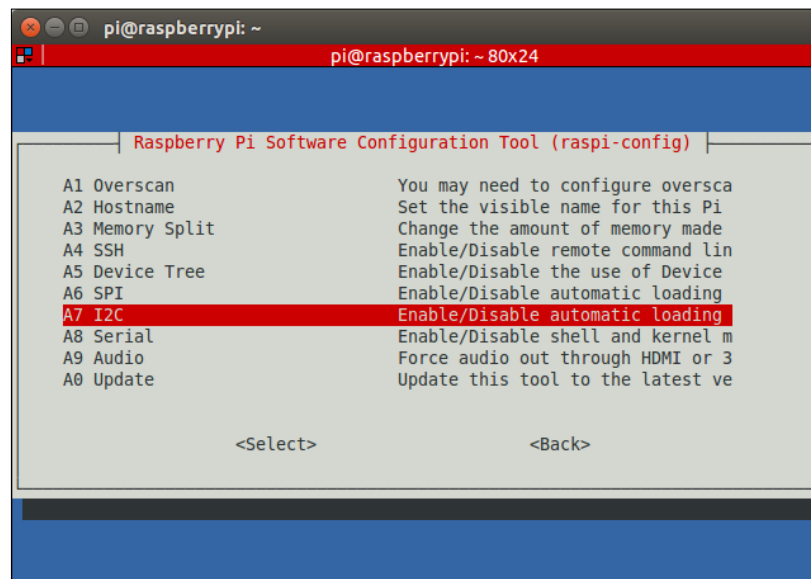 pi@raspberrypi: ~
pi@raspberrypi: ~ 80x24
Raspberry Pi Software Configuration Tool (raspi-config)
A1 Overscan You may need to configure oversca
A2 Hostname Set the visible name for this Pi
A3 Memory Split Change the amount of memory made
A4 SSH Enable/Disable remote command lin
A5 Device Tree Enable/Disable the use of Device
A6 SPI Enable/Disable automatic loading
A7 I2C Enable/Disable automatic loading
A8 Serial Enable/Disable shell and kernel m
A9 Audio Force audio out through HDMI or 3
A0 Update Update this tool to the latest ve
<Select> <Back>